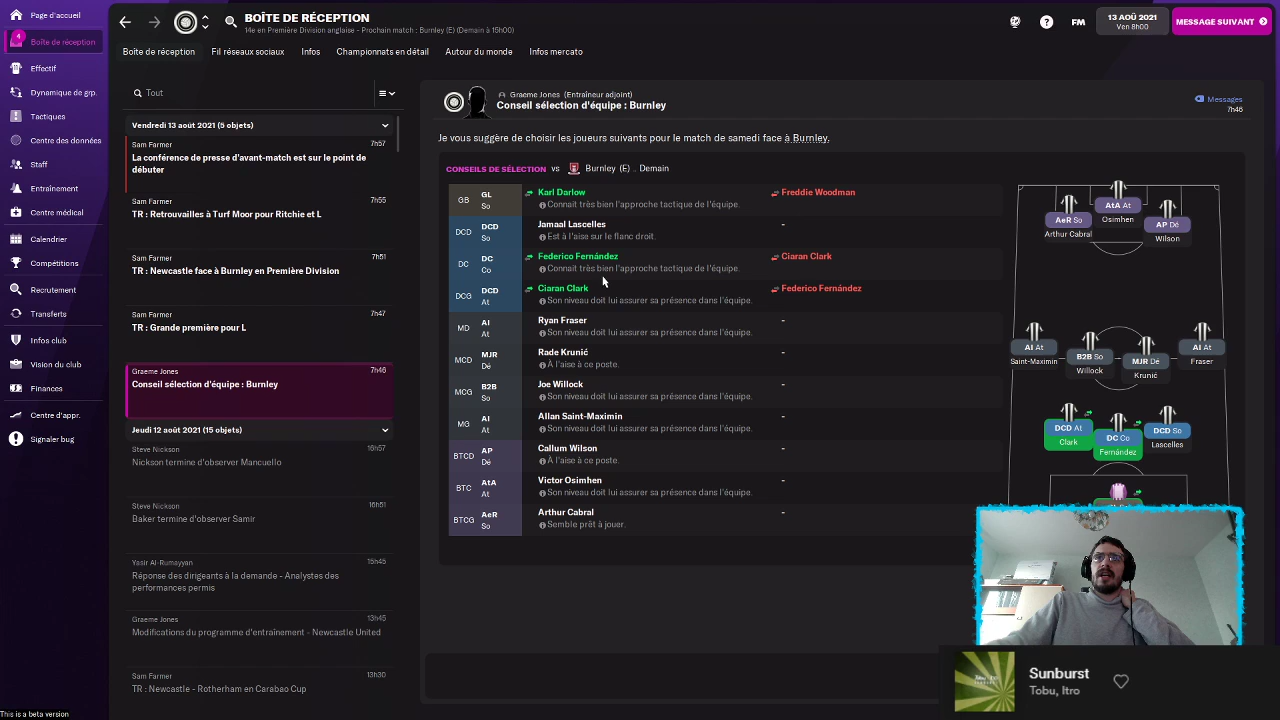 Page d'accueil
4
Boîte de réception
Effectif
Dynamique de grp.
Tactiques
Centre des données
Staff
Entraînement
Centre médical
Calendrier
Compétitions
Recrutement
Transferts
Infos club
Vision du club
Finances
Centre d'appr.
Signaler bug
This is a beta version
BOÎTE DE RÉCEPTION
14e en Première Division anglaise - Prochain match : Burnley (E) (Demain à 15h00)
FM
13 AOÛ 2021
Ven 8h00
MESSAGE SUIVANT
Boîte de réception
Fil réseaux sociaux
Infos
Championnats en détail
Autour du monde
Infos mercato
Tout
Vendredi 13 août 2021 (5 objets)
Sam Farmer 7h57
La conférence de presse d'avant-match est sur le point de
débuter
Sam Farmer 7h55
TR : Retrouvailles à Turf Moor pour Ritchie et L
Sam Farmer 7h51
TR : Newcastle face à Burnley en Première Division
Sam Farmer 7h47
TR : Grande première pour L
Graeme Jones 7h46
Conseil sélection d'équipe : Burnley
Jeudi 12 août 2021 (15 objets)
Steve Nickson 16h57
Nickson termine d'observer Mancuello
Steve Nickson 16h51
Baker termine d'observer Samir
Yasir Al-Rumayyan 15h45
Réponse des dirigeants à la demande - Analystes des
performances permis
Graeme Jones 13h45
Modifications du programme d'entraînement - Newcastle United
Sam Farmer 13h30
TR : Newcastle - Rotherham en Carabao Cup
Graeme Jones (Entraîneur adjoint)
Conseil sélection d'équipe : Burnley
Messages
7h46
Je vous suggère de choisir les joueurs suivants pour le match de samedi face à Burnley.
CONSEILS DE SÉLECTION vs Burnley (E) . Demain
GB GL So Karl Darlow Freddie Woodman
Connaît très bien l'approche tactique de l'équipe.
DCD DCD So Jamaal Lascelles -
Est à l'aise sur le flanc droit.
DC DC Co Federico Fernández Ciaran Clark
Connaît très bien l'approche tactique de l'équipe.
DCG DCD At Ciaran Clark Federico Fernández
Son niveau doit lui assurer sa présence dans l'équipe.
MD AI At Ryan Fraser -
Son niveau doit lui assurer sa présence dans l'équipe.
MCD MJR Dé Rade Krunić -
À l'aise à ce poste.
MCG B2B So Joe Willock -
Son niveau doit lui assurer sa présence dans l'équipe.
MG AI At Allan Saint-Maximin -
Son niveau doit lui assurer sa présence dans l'équipe.
BTCD AP Dé Callum Wilson -
À l'aise à ce poste.
BTC AtA At Victor Osimhen -
Son niveau doit lui assurer sa présence dans l'équipe.
BTCG AeR So Arthur Cabral -
Semble prêt à jouer.
AtA At
Osimhen
AeR So
Arthur Cabral
AP Dé
Wilson
AI At
Saint-Maximin
B2B So
Willock
MJR Dé
Krunić
AI At
Fraser
DCD At
Clark
DC Co
Fernández
DCD So
Lascelles
Sunburst
Tobu, Itro